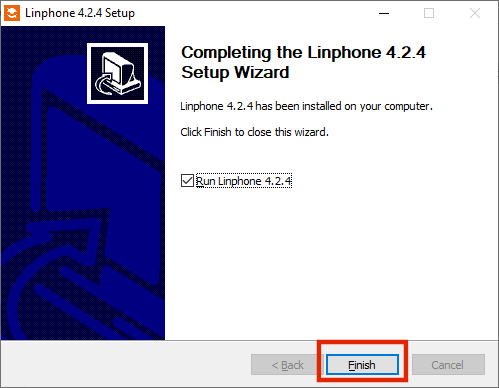 Linphone 4.2.4 Setup
Completing the Linphone 4.2.4
Setup Wizard
Linphone 4.2.4 has been installed on your computer.
Click Finish to close this wizard.
Run Linphone 4.2.4
< Back
Finish
Cancel